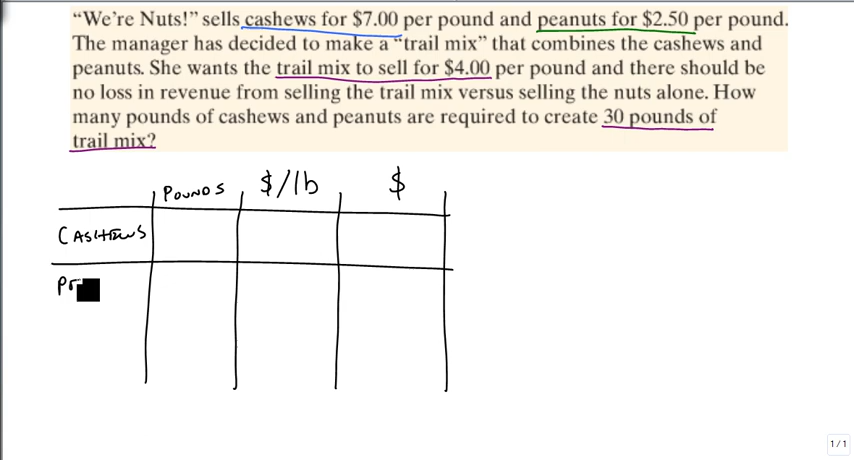 “We’re Nuts!” sells cashews for $7.00 per pound and peanuts for $2.50 per pound.
The manager has decided to make a “trail mix” that combines the cashews and
peanuts. She wants the trail mix to sell for $4.00 per pound and there should be
no loss in revenue from selling the trail mix versus selling the nuts alone. How
many pounds of cashews and peanuts are required to create 30 pounds of
trail mix?
POUNDS $/lb $
CASHEWS
1/1